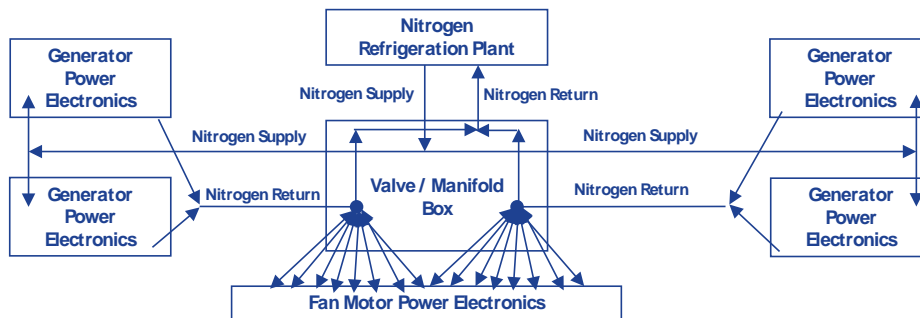 Nitrogen
Refrigeration Plant
Generator
Power
Electronics
Generator
Power
Electronics
Nitrogen Supply
Nitrogen Return
Nitrogen Supply
Nitrogen Supply
Generator
Power
Electronics
Nitrogen Return
Valve / Manifold
Box
Nitrogen Return
Generator
Power
Electronics
Fan Motor Power Electronics